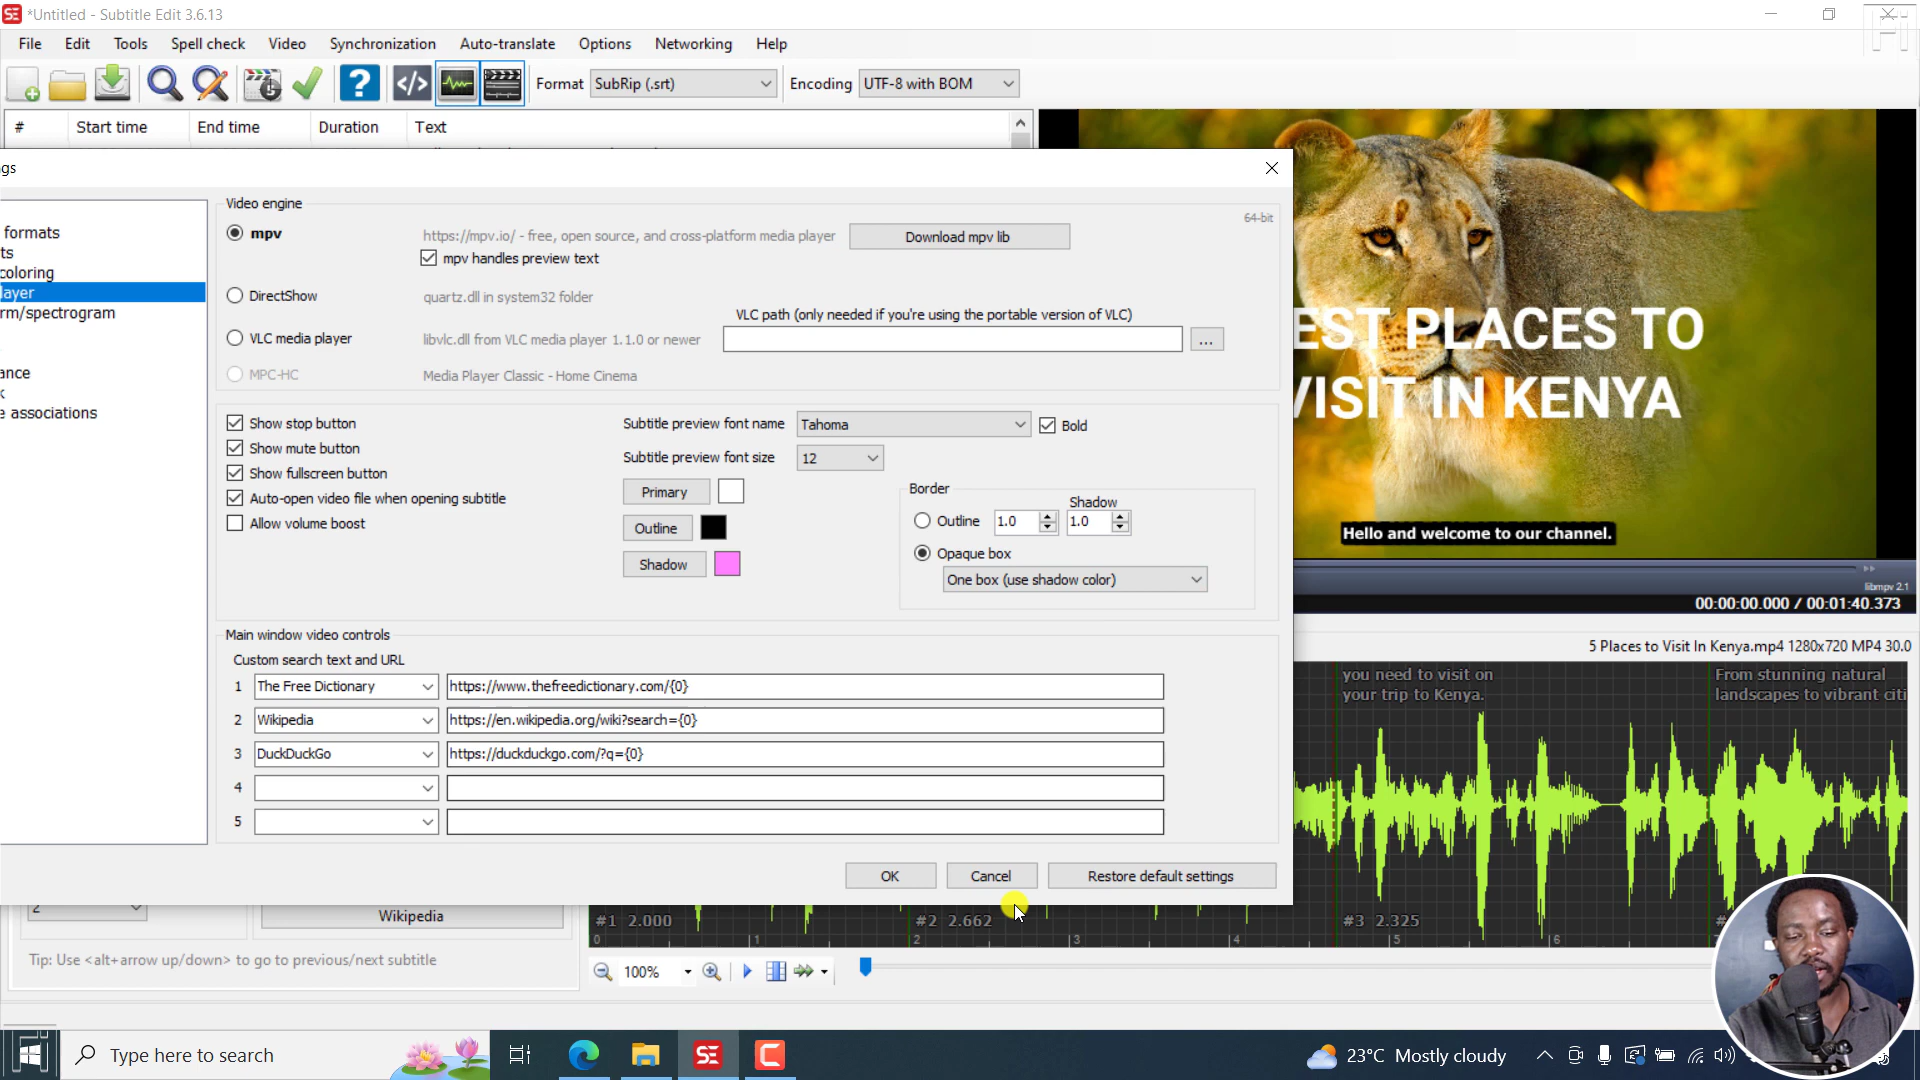 *Untitled - Subtitle Edit 3.6.13
File Edit Tools Spell check Video Synchronization Auto-translate Options Networking Help
Format SubRip (.srt) Encoding UTF-8 with BOM
# Start time End time Duration Text
gs
Video engine
64-bit
mpv https://mpv.io/ - free, open source, and cross-platform media player Download mpv lib
mpv handles preview text
DirectShow quartz.dll in system32 folder
VLC path (only needed if you're using the portable version of VLC)
VLC media player libvlc.dll from VLC media player 1.1.0 or newer ...
MPC-HC Media Player Classic - Home Cinema
formats
ts
coloring
layer
rm/spectrogram
ance
k
e associations
Show stop button
Show mute button
Show fullscreen button
Auto-open video file when opening subtitle
Allow volume boost
Subtitle preview font name Tahoma Bold
Subtitle preview font size 12
Primary
Outline
Shadow
Border
Shadow
Outline 1.0 1.0
Opaque box
One box (use shadow color)
Main window video controls
Custom search text and URL
1 The Free Dictionary https://www.thefreedictionary.com/{0}
2 Wikipedia https://en.wikipedia.org/wiki?search={0}
3 DuckDuckGo https://duckduckgo.com/?q={0}
4
5
OK Cancel Restore default settings
EST PLACES TO
VISIT IN KENYA
Hello and welcome to our channel.
libmpv 2.1
00:00:00.000 / 00:01:40.373
5 Places to Visit In Kenya.mp4 1280x720 MP4 30.0
you need to visit on
your trip to Kenya.
From stunning natural
landscapes to vibrant citi
2
Wikipedia
#1 2.000 #2 2.662 #3 2.325
0 1 2 3 4 5 6
Tip: Use <alt+arrow up/down> to go to previous/next subtitle
100%
Type here to search
23°C Mostly cloudy